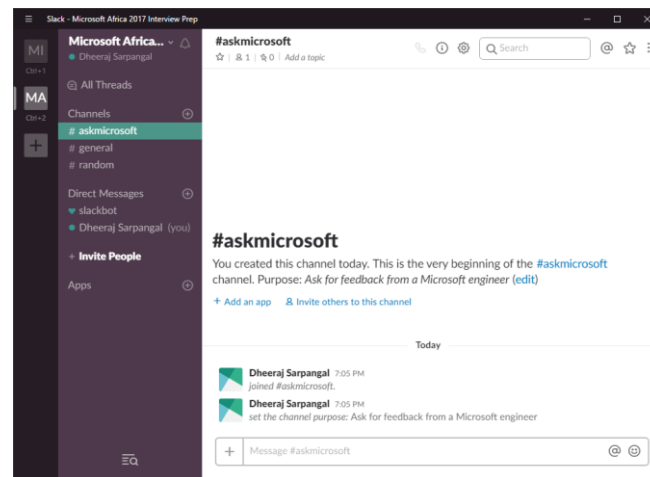 Slack - Microsoft Africa 2017 Interview Prep
MI
Ctrl+1
MA
Ctrl+2
Microsoft Africa...
Dheeraj Sarpangal
All Threads
Channels
# askmicrosoft
# general
# random
Direct Messages
slackbot
Dheeraj Sarpangal (you)
+ Invite People
Apps
#askmicrosoft
1 | 0 | Add a topic
Search
#askmicrosoft
You created this channel today. This is the very beginning of the #askmicrosoft
channel. Purpose: Ask for feedback from a Microsoft engineer (edit)
+ Add an app Invite others to this channel
Today
Dheeraj Sarpangal 7:05 PM
joined #askmicrosoft.
Dheeraj Sarpangal 7:05 PM
set the channel purpose: Ask for feedback from a Microsoft engineer
+ Message #askmicrosoft @